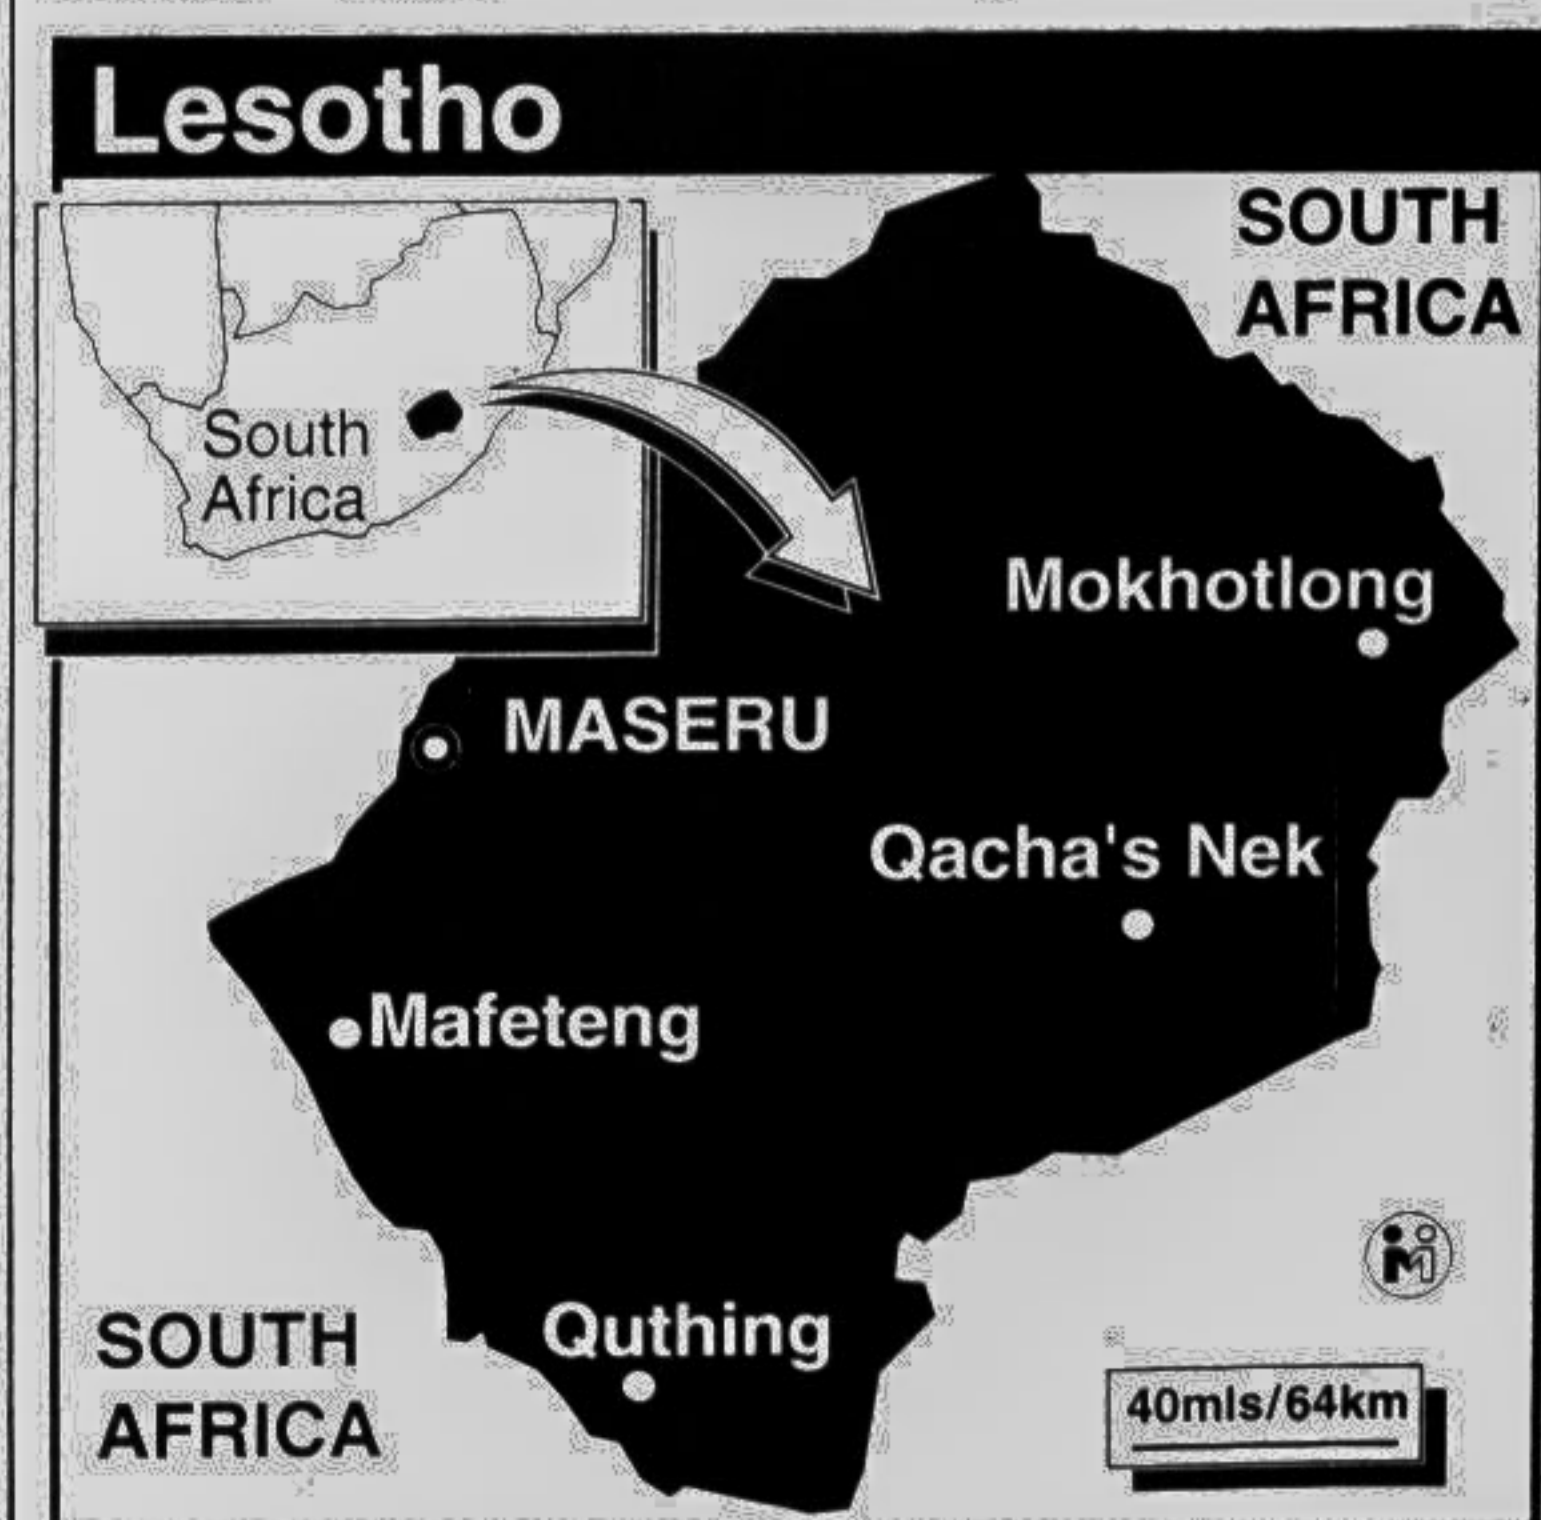 Lesotho
SOUTH
AFRICA
South
Africa
Mokhotlong
MASERU
Qacha's Nek
Mafeteng
Quthing
SOUTH
AFRICA
40mls/64km